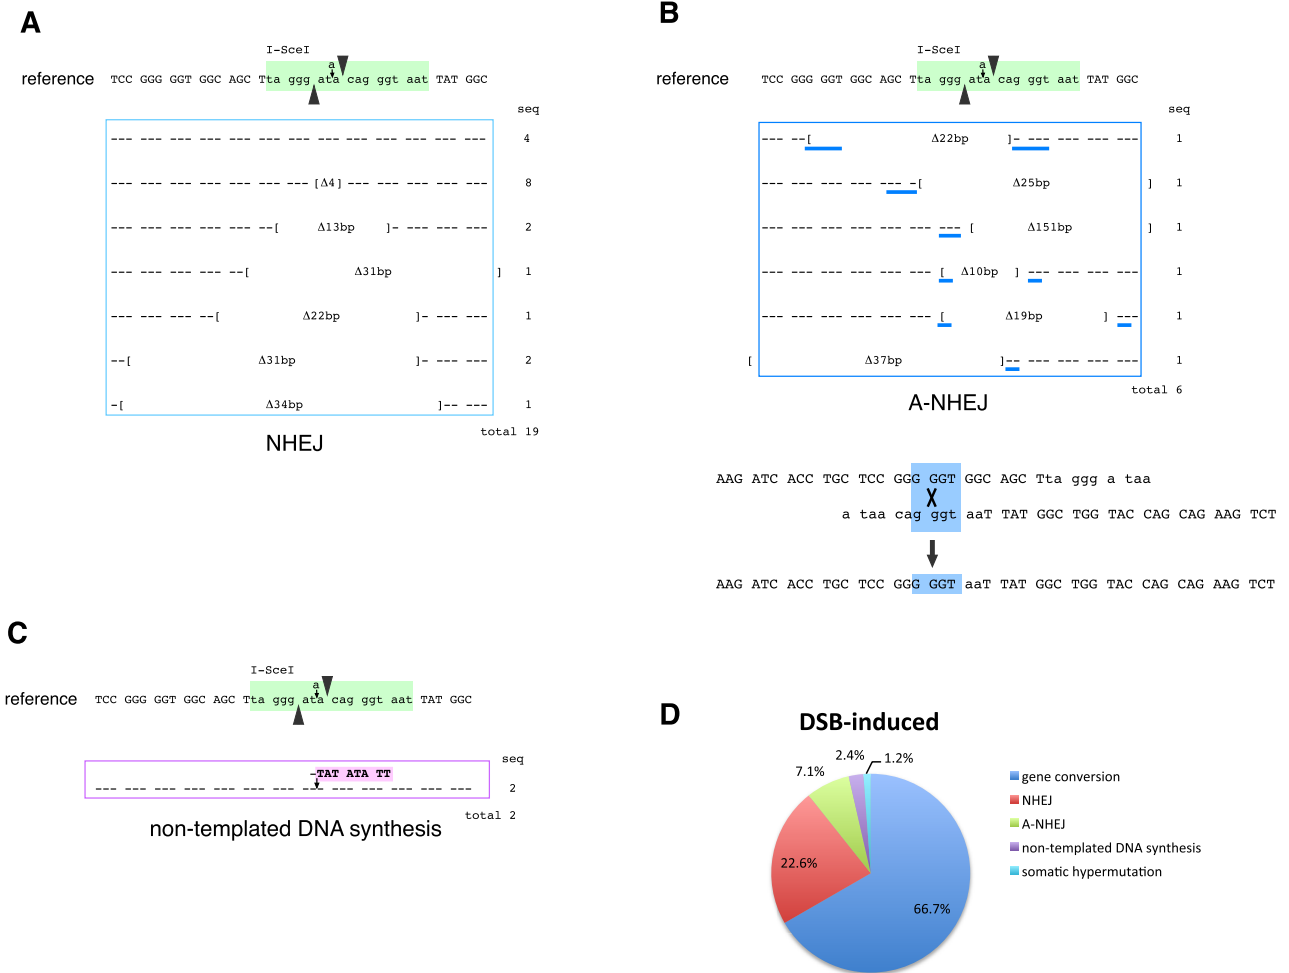 A
I-SceI
a
reference TCC GGG GGT GGC AGC Tta ggg ata cag ggt aat TAT GGC
seq
--- --- --- --- --- --- --- --- --- --- --- --- --- 4
--- --- --- --- --- --- ---[Δ4]--- --- --- --- --- 8
--- --- --- --- --- --[ Δ13bp ]- --- --- --- 2
--- --- --- --- --[ Δ31bp ] 1
--- --- --- --[ Δ22bp ]- --- --- 1
--[ Δ31bp ]- --- --- 2
-[ Δ34bp ]-- --- 1
total 19
NHEJ
B
I-SceI
a
reference TCC GGG GGT GGC AGC Tta ggg ata cag ggt aat TAT GGC
seq
--- --[ Δ22bp ]- --- --- --- --- 1
--- --- --- --- --- -[ Δ25bp ] 1
--- --- --- --- --- --- --- [ Δ151bp ] 1
--- --- --- --- --- --- [ Δ10bp ] --- --- --- --- 1
--- --- --- --- --- --- [ Δ19bp ] --- 1
[ Δ37bp ]-- --- --- --- --- 1
total 6
A-NHEJ
AAG ATC ACC TGC TCC GGG GGT GGC AGC Tta ggg a taa
X
a taa cag ggt aaT TAT GGC TGG TAC CAG CAG AAG TCT
AAG ATC ACC TGC TCC GGG GGT aaT TAT GGC TGG TAC CAG CAG AAG TCT
C
I-SceI
a
reference TCC GGG GGT GGC AGC Tta ggg ata cag ggt aat TAT GGC
seq
-TAT ATA TT
--- --- --- --- --- --- --- --- --- --- --- --- --- 2
total 2
non-templated DNA synthesis
D
DSB-induced
2.4%
1.2%
7.1%
22.6%
66.7%
gene conversion
NHEJ
A-NHEJ
non-templated DNA synthesis
somatic hypermutation